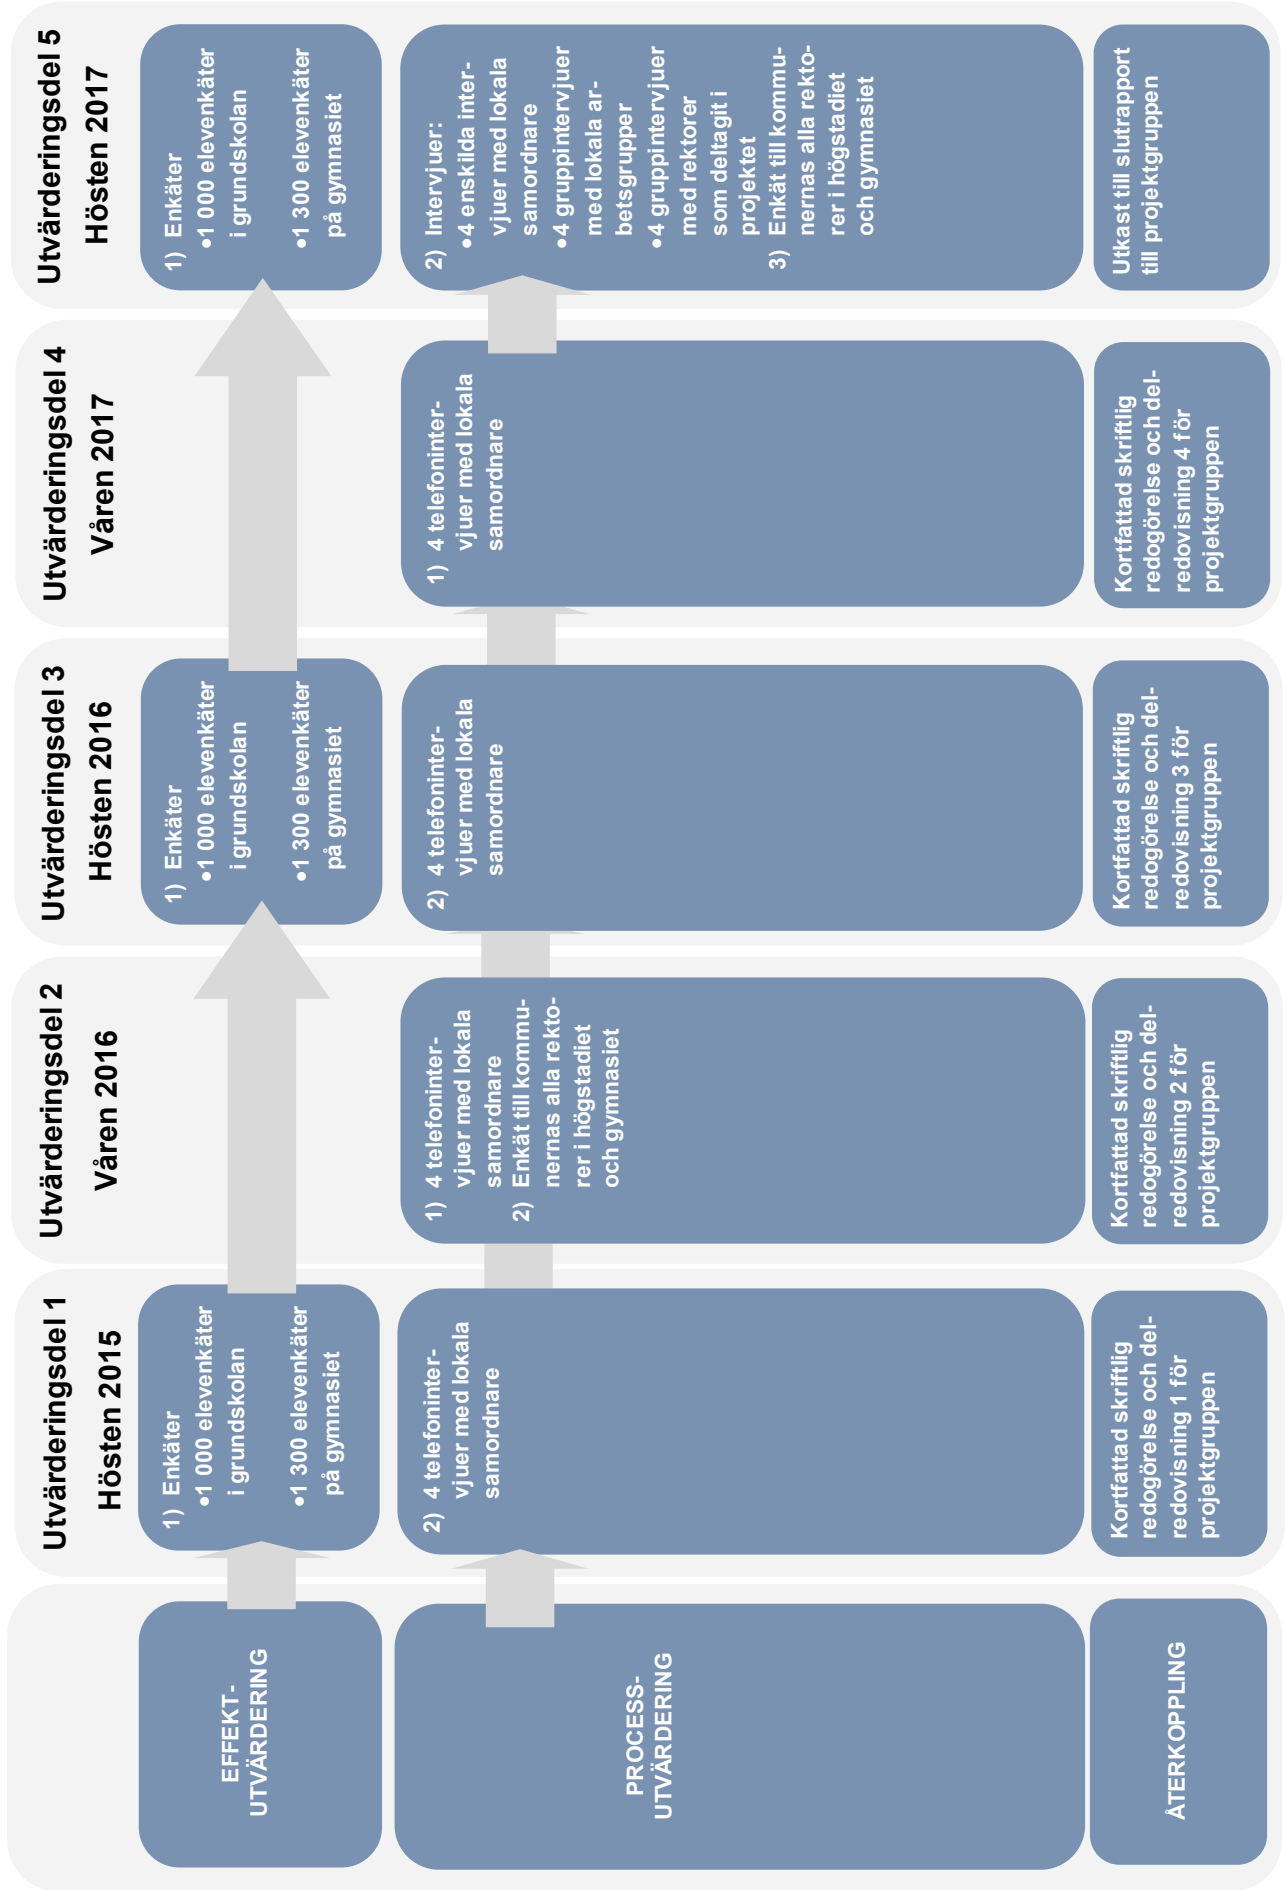 EFFEKT-
UTVÄRDERING
PROCESS-
UTVÄRDERING
ÅTERKOPPLING
Utvärderingsdel 1
Hösten 2015
1) Enkäter
•1 000 elevenkäter
i grundskolan
•1 300 elevenkäter
på gymnasiet
2) 4 telefoninter-
vjuer med lokala
samordnare
Kortfattad skriftlig
redogörelse och del-
redovisning 1 för
projektgruppen
Utvärderingsdel 2
Våren 2016
1) 4 telefoninter-
vjuer med lokala
samordnare
2) Enkät till kommu-
nernas alla rekto-
rer i högstadiet
och gymnasiet
Kortfattad skriftlig
redogörelse och del-
redovisning 2 för
projektgruppen
Utvärderingsdel 3
Hösten 2016
1) Enkäter
•1 000 elevenkäter
i grundskolan
•1 300 elevenkäter
på gymnasiet
2) 4 telefoninter-
vjuer med lokala
samordnare
Kortfattad skriftlig
redogörelse och del-
redovisning 3 för
projektgruppen
Utvärderingsdel 4
Våren 2017
1) 4 telefoninter-
vjuer med lokala
samordnare
Kortfattad skriftlig
redogörelse och del-
redovisning 4 för
projektgruppen
Utvärderingsdel 5
Hösten 2017
1) Enkäter
•1 000 elevenkäter
i grundskolan
•1 300 elevenkäter
på gymnasiet
2) Intervjuer:
•4 enskilda inter-
vjuer med lokala
samordnare
•4 gruppintervjuer
med lokala ar-
betsgrupper
•4 gruppintervjuer
med rektorer
som deltagit i
projektet
3) Enkät till kommu-
nernas alla rekto-
rer i högstadiet
och gymnasiet
Utkast till slutrapport
till projektgruppen